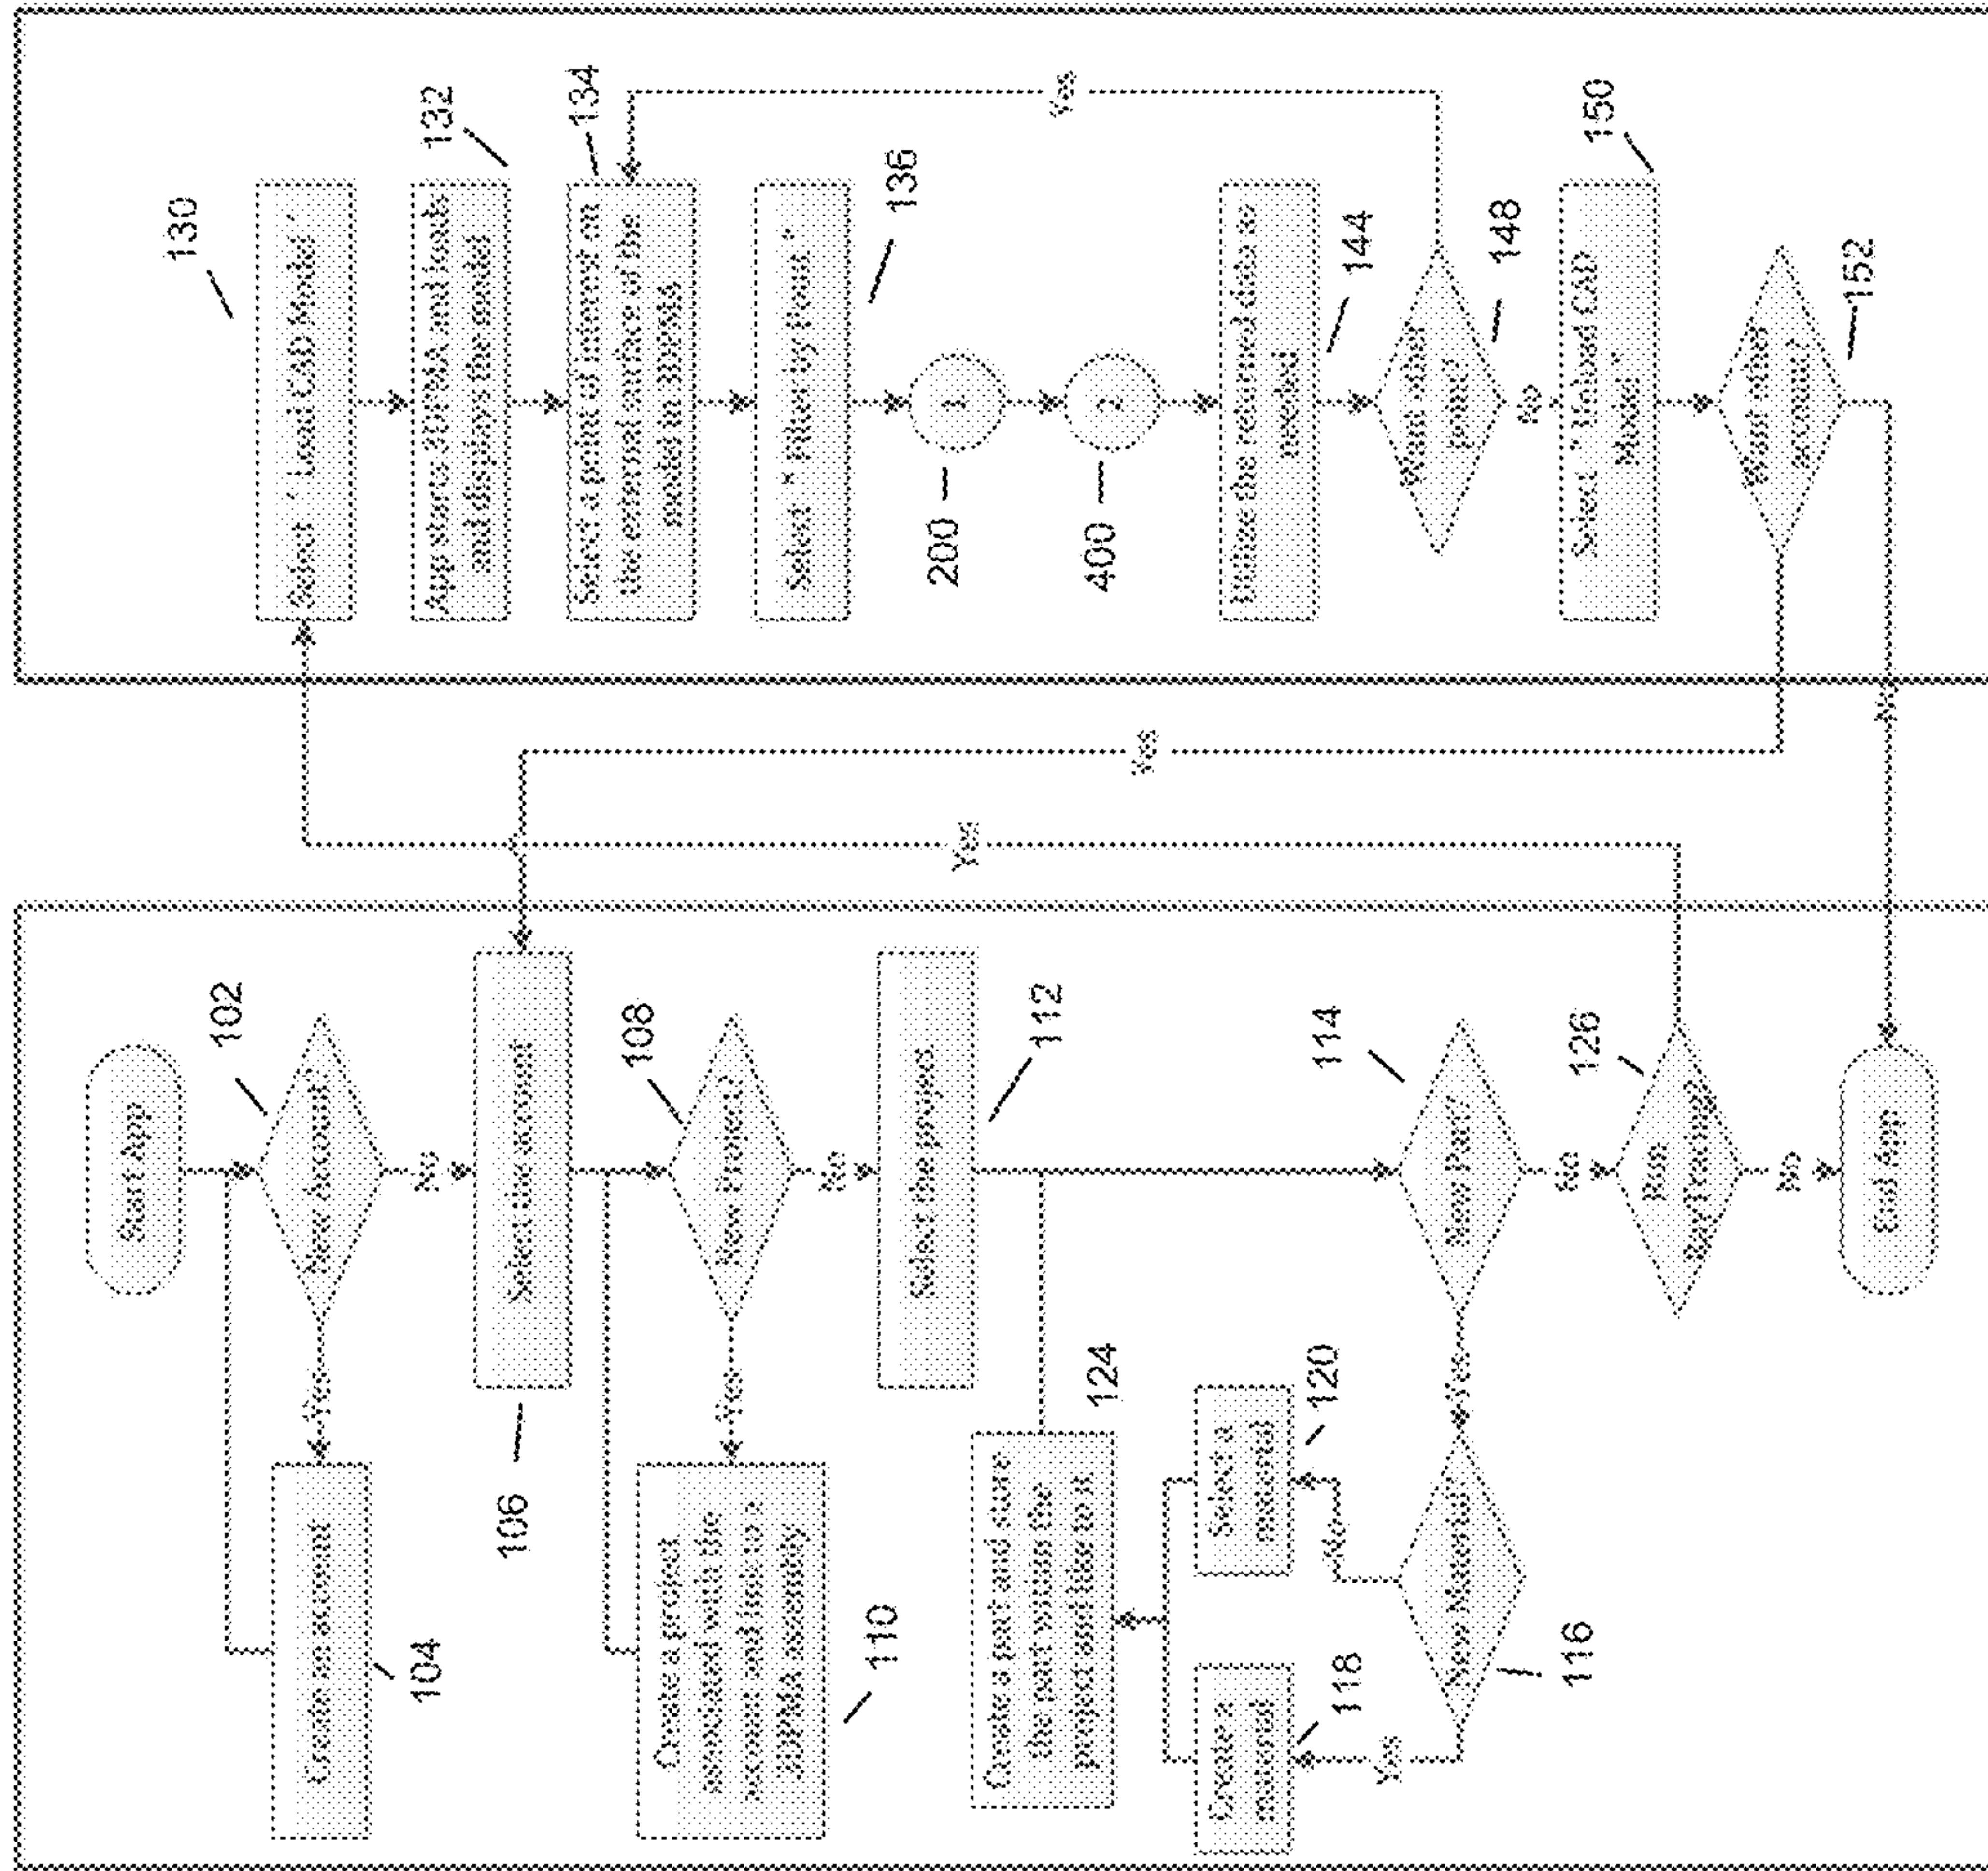 Start App
102
New Account?
Yes
Create an account
104
No
Select the account
106
108
New Project?
Yes
Create a project
associated with the
account and
assembly
110
No
Select the project
112
114
New part?
Yes
New Material?
116
Yes
Create a
material
118
No
Select a
material
120
Create a part and store
the part within the
project and link to it
124
No
126
Run
RayTracing?
Yes
No
End App
130
Select " Load CAD Model "
132
App stores 3DPMA and loads
and displays the model
134
Select a point of interest on
the external surface of the
model in 3DPMA
136
Select " Filter by Point "
1
200
2
400
Utilize the returned data as
needed
144
Want other
point?
148
Yes
No
150
Select "Unload CAD
Model"
Want other
account?
152
Yes
No